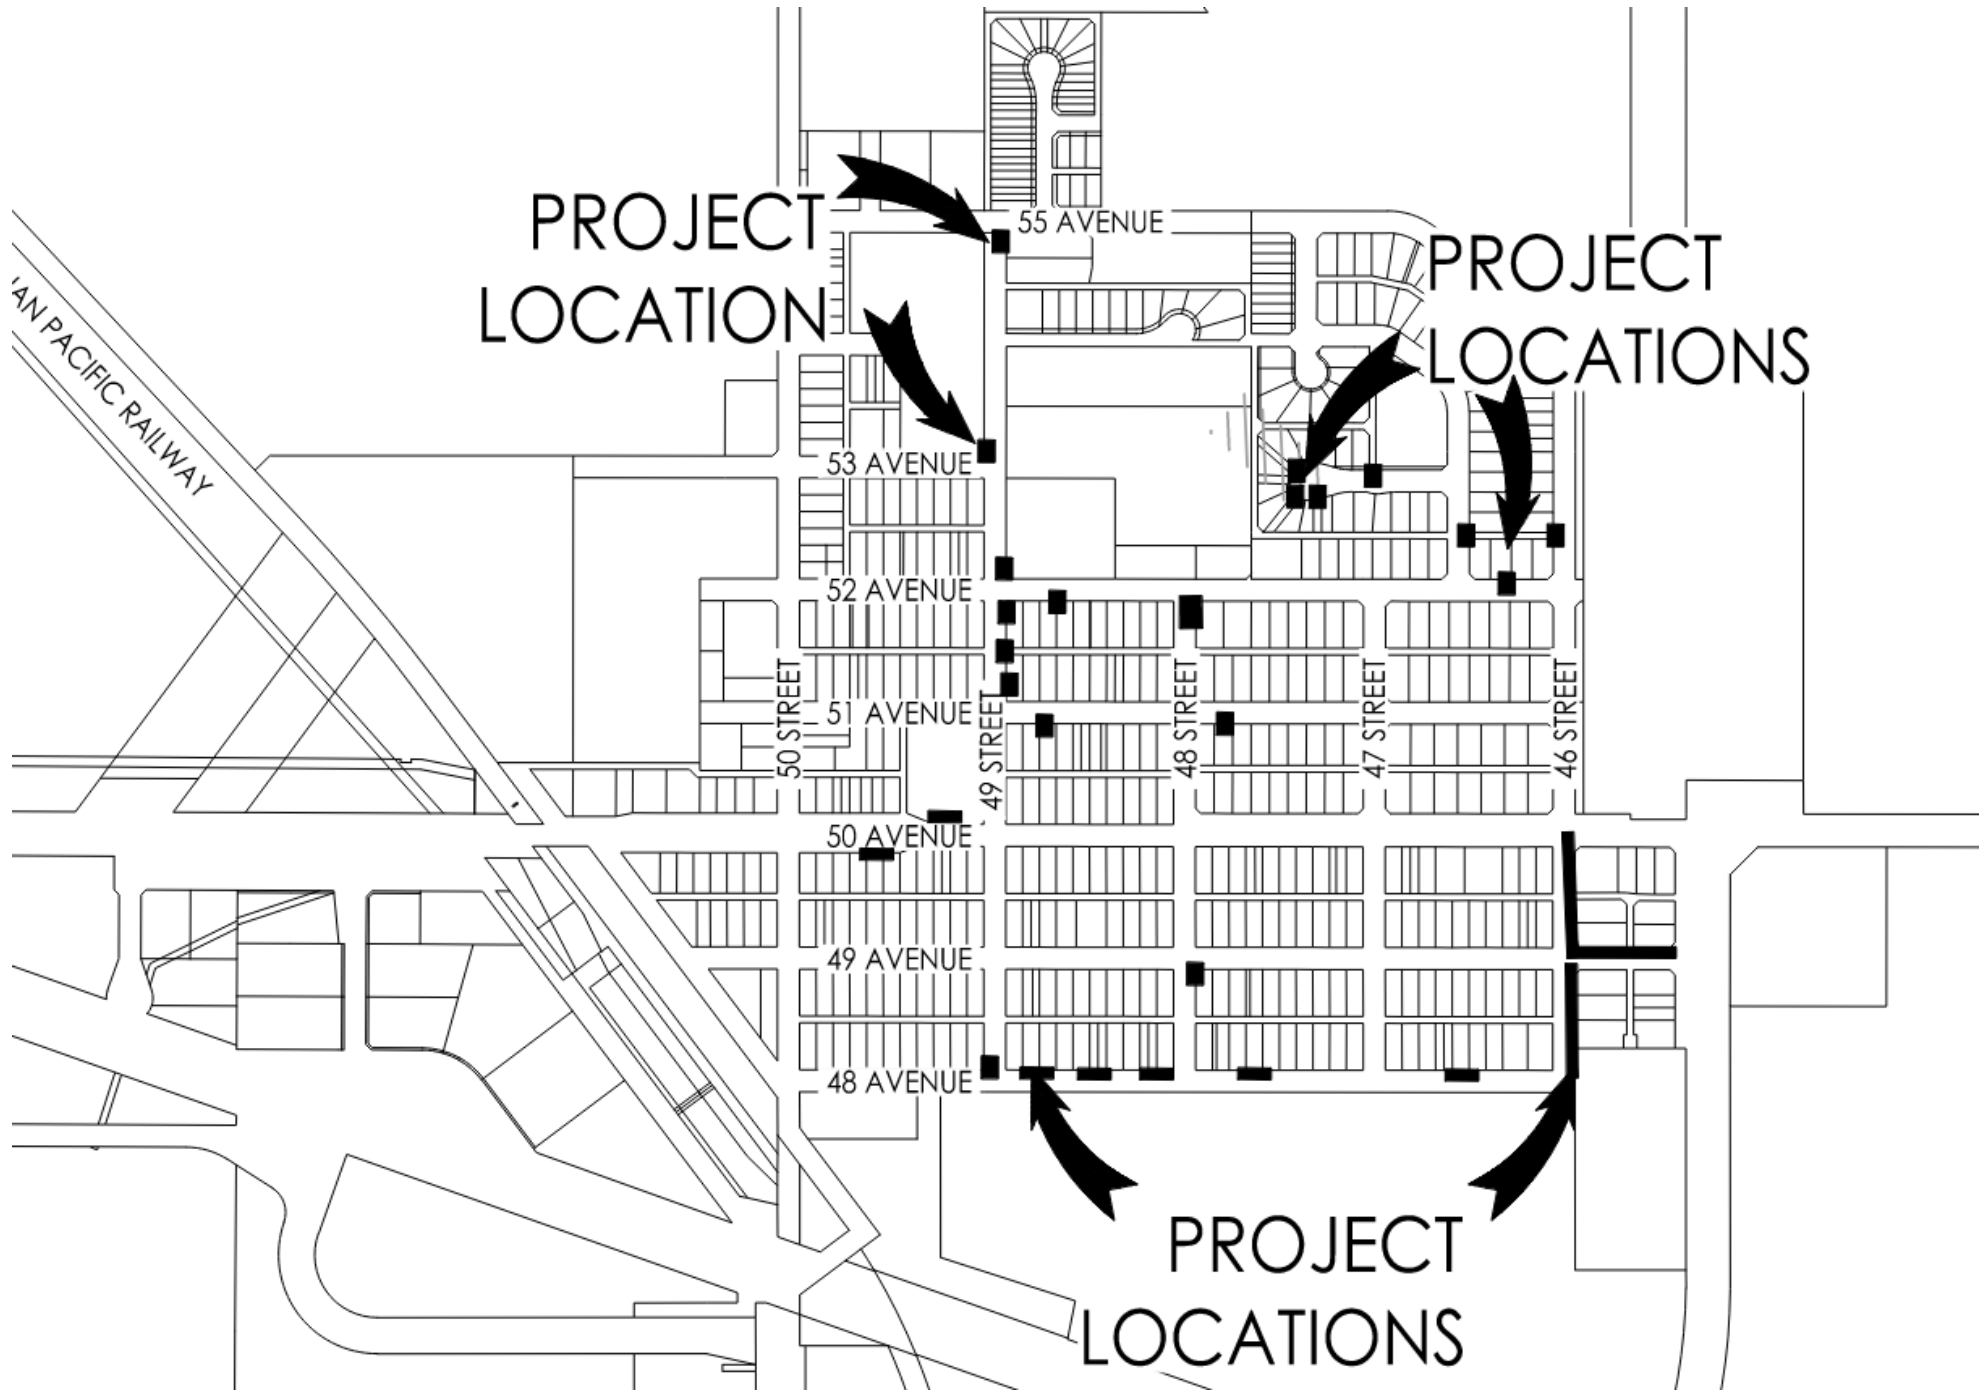 PROJECT
LOCATION
55 AVENUE
PROJECT
LOCATIONS
PACIFIC RAILWAY
53 AVENUE
52 AVENUE
50 STREET
51 AVENUE
49 STREET
48 STREET
47 STREET
46 STREET
50 AVENUE
49 AVENUE
48 AVENUE
PROJECT
LOCATIONS